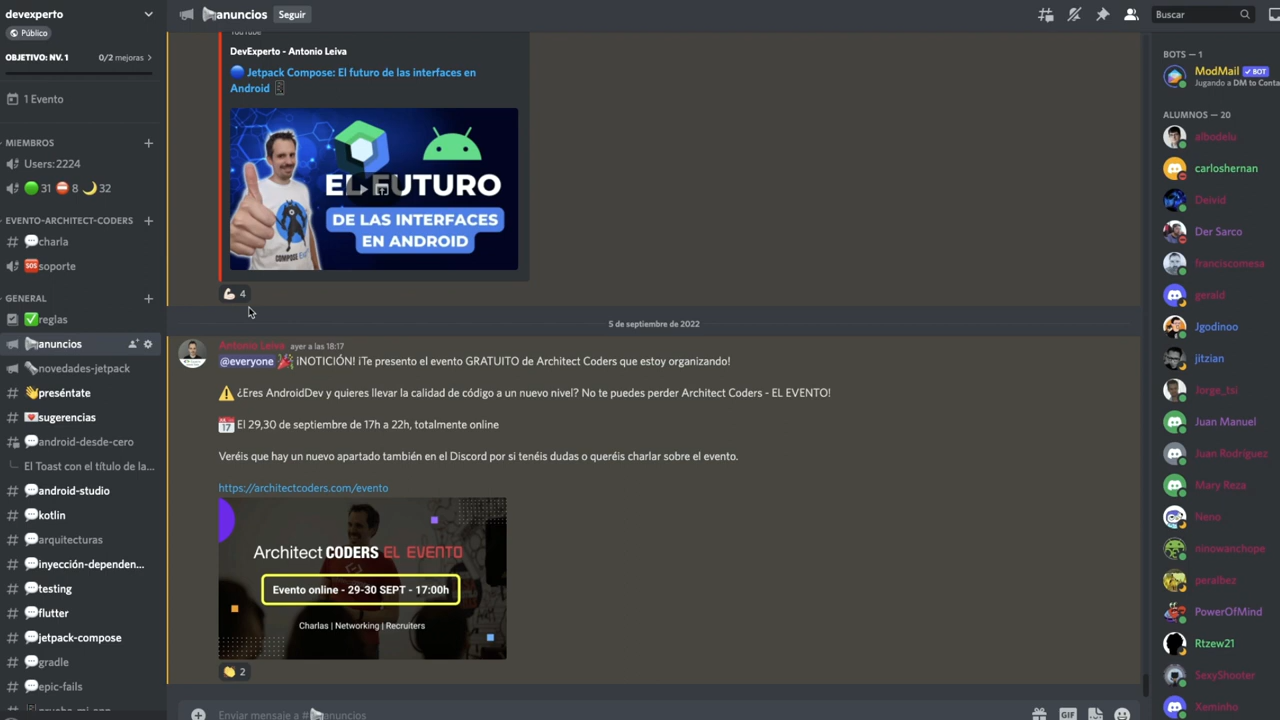 devexperto
Público
OBJETIVO: NV. 1 0/2 mejoras >
1 Evento
MIEMBROS
Users: 2224
31 8 32
EVENTO-ARCHITECT-CODERS
charla
soporte
GENERAL
reglas
anuncios
novedades-jetpack
preséntate
sugerencias
android-desde-cero
El Toast con el título de la...
android-studio
kotlin
arquitecturas
inyección-dependen...
testing
flutter
jetpack-compose
gradle
epic-fails
anuncios Seguir
Buscar
YouTube
DevExperto - Antonio Leiva
Jetpack Compose: El futuro de las interfaces en
Android
EL FUTURO
DE LAS INTERFACES
EN ANDROID
4
5 de septiembre de 2022
Antonio Leiva ayer a las 18:17
@everyone ¡NOTICIÓN! ¡Te presento el evento GRATUITO de Architect Coders que estoy organizando!
¿Eres AndroidDev y quieres llevar la calidad de código a un nuevo nivel? No te puedes perder Architect Coders - EL EVENTO!
El 29,30 de septiembre de 17h a 22h, totalmente online
Veréis que hay un nuevo apartado también en el Discord por si tenéis dudas o queréis charlar sobre el evento.
https://architectcoders.com/evento
Architect CODERS EL EVENTO
Evento online - 29-30 SEPT - 17:00h
Charlas | Networking | Recruiters
2
Enviar mensaje a # anuncios
GIF
BOTS — 1
ModMail BOT
Jugando a DM to Conta
ALUMNOS — 20
albodelu
carloshernan
Deivid
Der Sarco
franciscomesa
gerald
Jgodinoo
jitzian
Jorge_tsi
Juan Manuel
Juan Rodríguez
Mary Reza
Neno
ninowanchope
peralbez
PowerOfMind
Rtzew21
SexyShooter
Xeminho